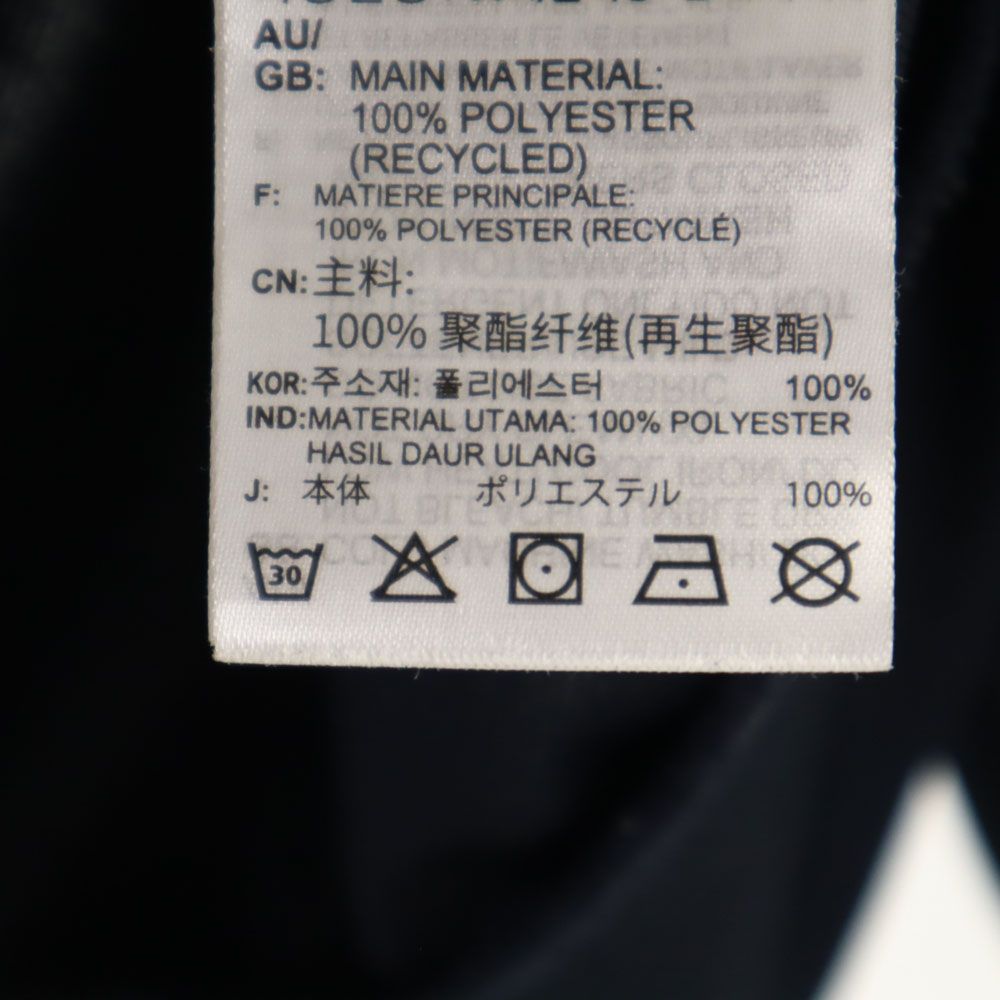 AU/
GB: MAIN MATERIAL:
100% POLYESTER
(RECYCLED)
F: MATIERE PRINCIPALE:
100% POLYESTER (RECYCLÉ)
CN: 主料:
100% 聚酯纤维(再生聚酯)
KOR: 주소재: 폴리에스터 100%
IND: MATERIAL UTAMA: 100% POLYESTER
HASIL DAUR ULANG
J: 本体 ポリエステル 100%
30